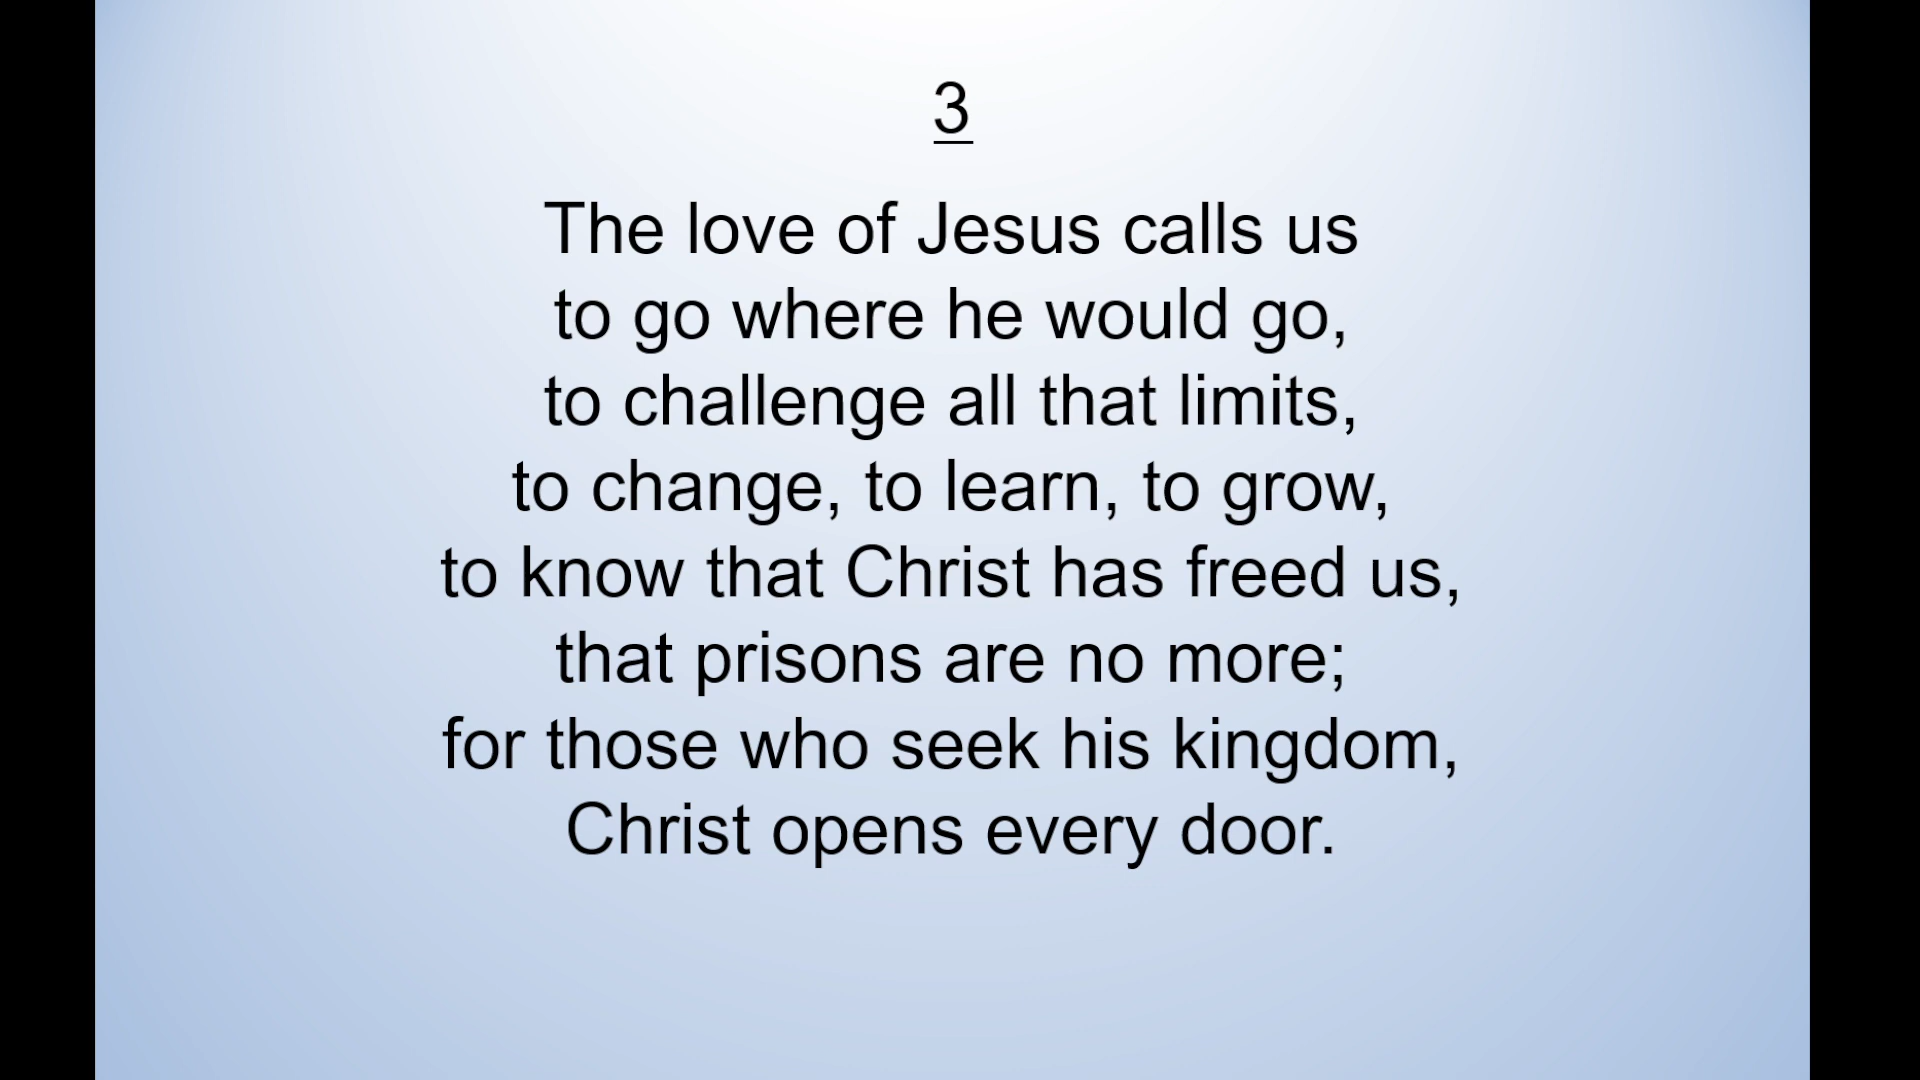 3
The love of Jesus calls us
to go where he would go,
to challenge all that limits,
to change, to learn, to grow,
to know that Christ has freed us,
that prisons are no more;
for those who seek his kingdom,
Christ opens every door.